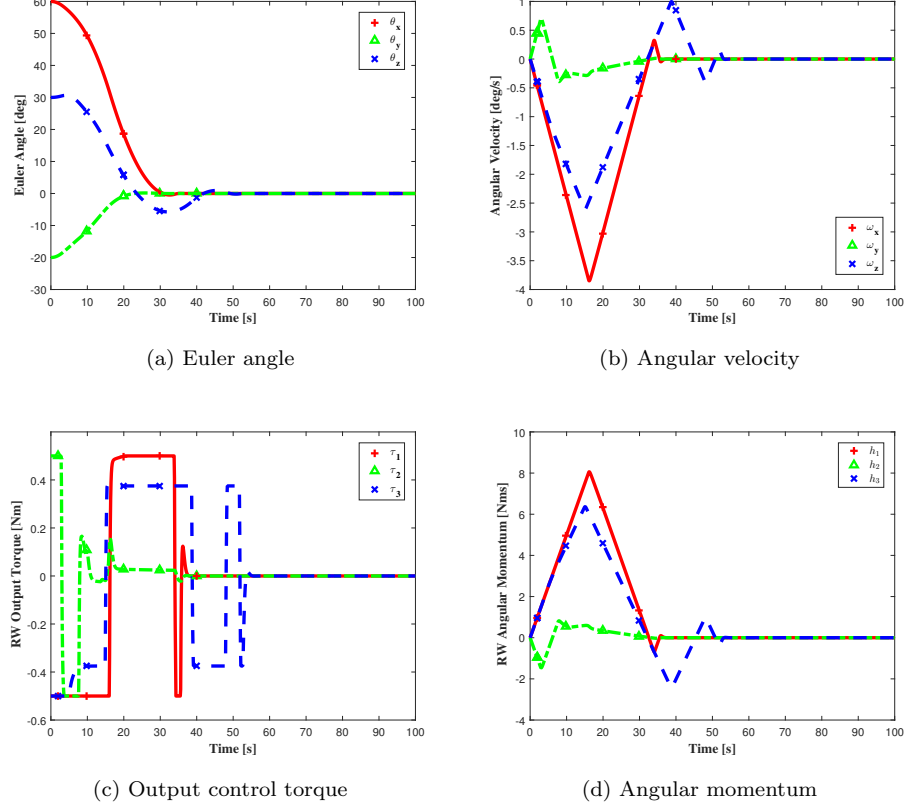 60
50
40
30
20
10
0
-10
-20
-30
Euler Angle [deg]
θx
θy
θz
0 10 20 30 40 50 60 70 80 90 100
Time [s]
(a) Euler angle
1
0.5
0
-0.5
-1
-1.5
-2
-2.5
-3
-3.5
-4
Angular Velocity [deg/s]
ωx
ωy
ωz
0 10 20 30 40 50 60 70 80 90 100
Time [s]
(b) Angular velocity
0.4
0.2
0
-0.2
-0.4
-0.6
RW Output Torque [Nm]
τ1
τ2
τ3
0 10 20 30 40 50 60 70 80 90 100
Time [s]
(c) Output control torque
10
8
6
4
2
0
-2
-4
RW Angular Momentum [Nms]
h1
h2
h3
0 10 20 30 40 50 60 70 80 90 100
Time [s]
(d) Angular momentum